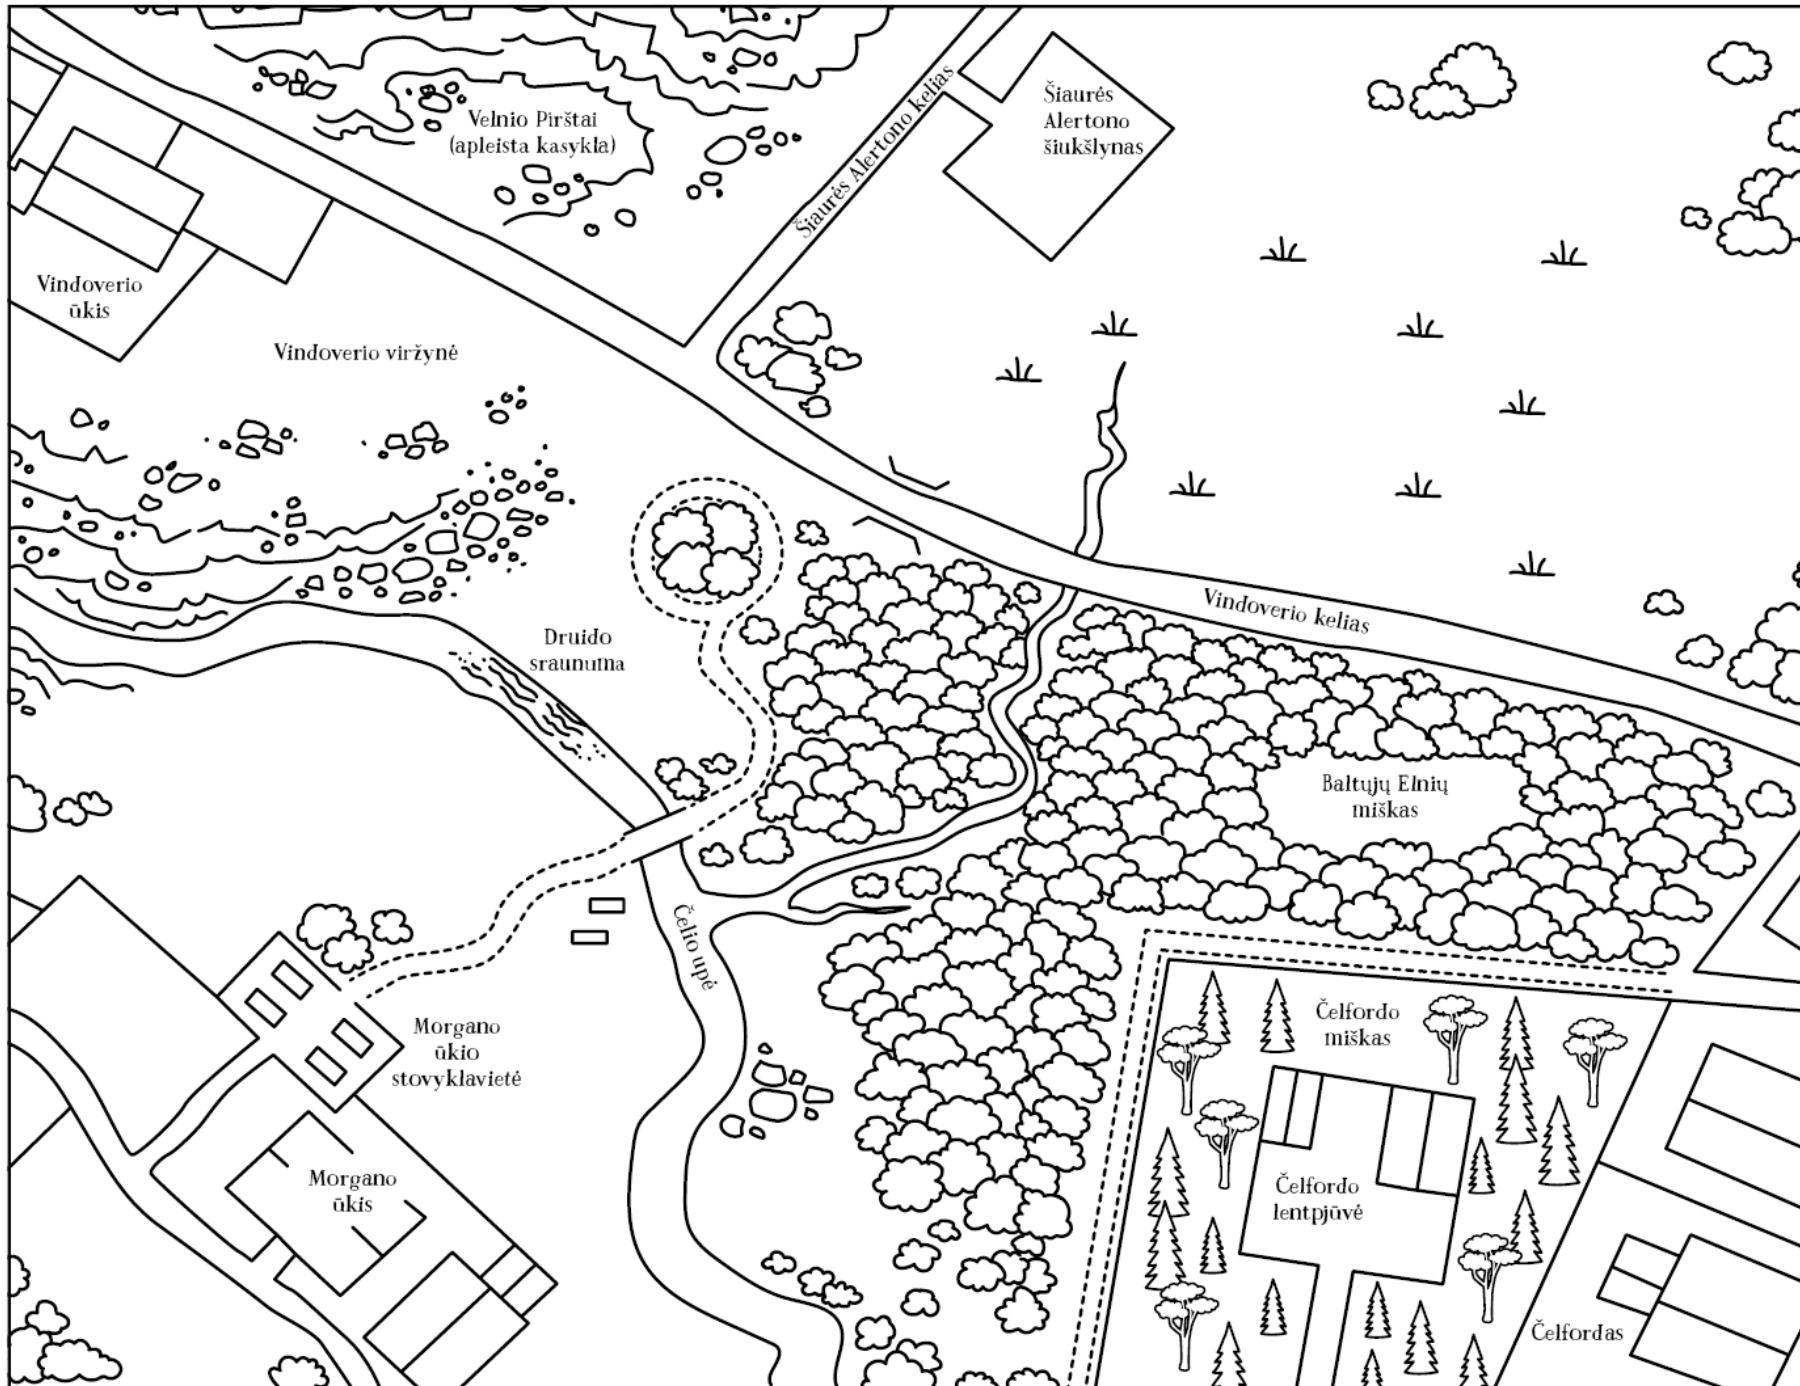 Velnio Pirštai
(apleista kasykla)
Šiaurės Alertono kelias
Šiaurės
Alertono
šiukšlynas
Vindoverio
ūkis
Vindoverio viržynė
Druido
sraunuma
Vindoverio kelias
Baltųjų Elnių
miškas
Čelio upė
Morgano
ūkio
stovyklavietė
Čelfordo
miškas
Morgano
ūkis
Čelfordo
lentpjūvė
Čelfordas